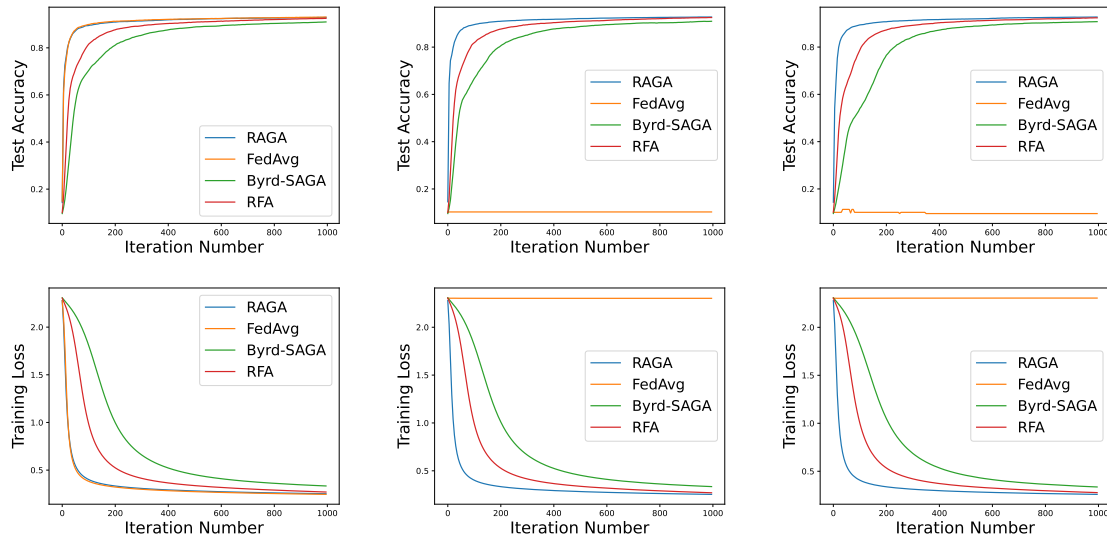 Test Accuracy
0.8
0.6
0.4
0.2
RAGA
FedAvg
Byrd-SAGA
RFA
0 200 400 600 800 1000
Iteration Number
Test Accuracy
0.8
0.6
0.4
0.2
RAGA
FedAvg
Byrd-SAGA
RFA
0 200 400 600 800 1000
Iteration Number
Test Accuracy
0.8
0.6
0.4
0.2
RAGA
FedAvg
Byrd-SAGA
RFA
0 200 400 600 800 1000
Iteration Number
Training Loss
2.0
1.5
1.0
0.5
RAGA
FedAvg
Byrd-SAGA
RFA
0 200 400 600 800 1000
Iteration Number
Training Loss
2.0
1.5
1.0
0.5
RAGA
FedAvg
Byrd-SAGA
RFA
0 200 400 600 800 1000
Iteration Number
Training Loss
2.0
1.5
1.0
0.5
RAGA
FedAvg
Byrd-SAGA
RFA
0 200 400 600 800 1000
Iteration Number